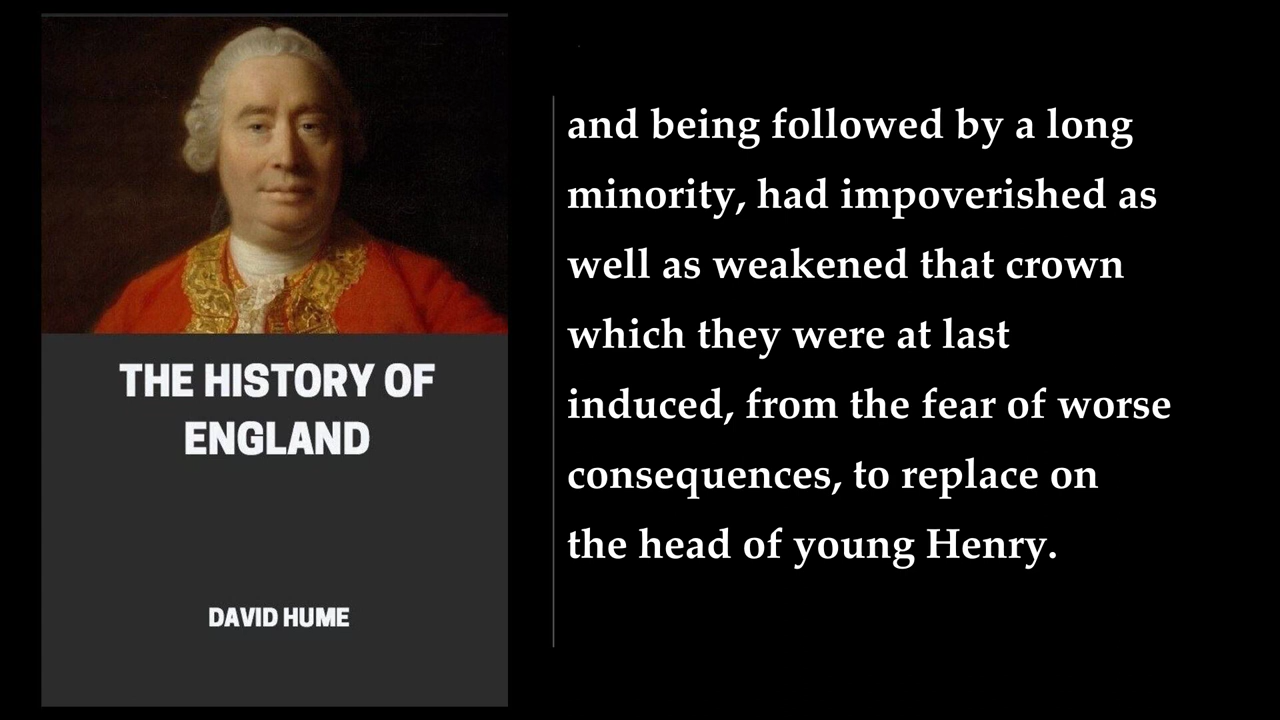 THE HISTORY OF
ENGLAND
DAVID HUME
and being followed by a long
minority, had impoverished as
well as weakened that crown
which they were at last
induced, from the fear of worse
consequences, to replace on
the head of young Henry.